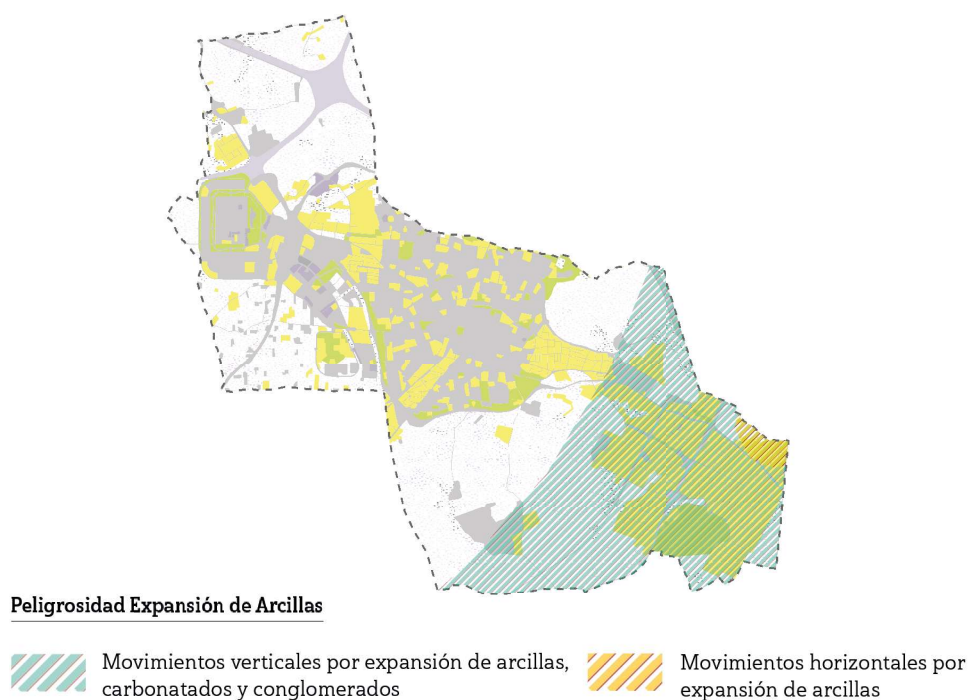 Peligrosidad Expansión de Arcillas
Movimientos verticales por expansión de arcillas,
carbonatados y conglomerados
Movimientos horizontales por
expansión de arcillas